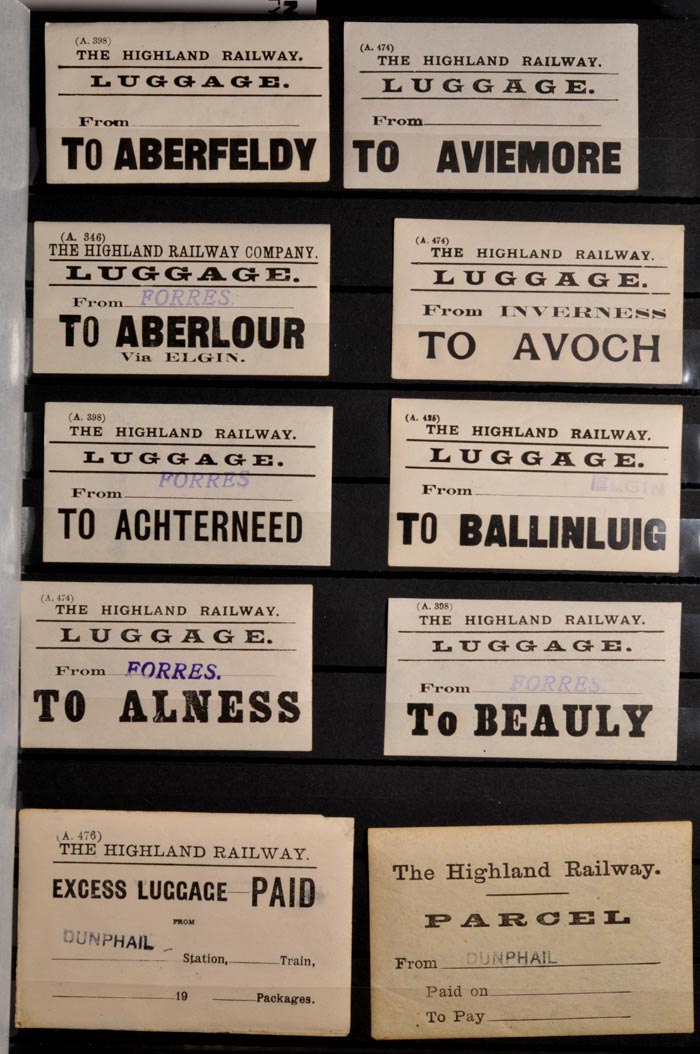 (A. 398)
THE HIGHLAND RAILWAY.
LUGGAGE.
From
TO ABERFELDY
(A. 474)
THE HIGHLAND RAILWAY.
LUGGAGE.
From
TO AVIEMORE
(A. 346)
THE HIGHLAND RAILWAY COMPANY.
LUGGAGE.
From FORRES.
TO ABERLOUR
Via ELGIN.
(A. 474)
THE HIGHLAND RAILWAY.
LUGGAGE.
From INVERNESS
TO AVOCH
(A. 398)
THE HIGHLAND RAILWAY.
LUGGAGE.
FORRES
From
TO ACHTERNEED
(A. 425)
THE HIGHLAND RAILWAY.
LUGGAGE.
From ELGIN
TO BALLINLUIG
(A. 474)
THE HIGHLAND RAILWAY.
LUGGAGE.
From FORRES.
TO ALNESS
(A. 398)
THE HIGHLAND RAILWAY.
LUGGAGE.
From FORRES.
To BEAULY
(A. 476)
THE HIGHLAND RAILWAY.
EXCESS LUGGAGE PAID
FROM
DUNPHAIL
Station, Train,
19 Packages.
The Highland Railway.
PARCEL
From DUNPHAIL
Paid on
To Pay